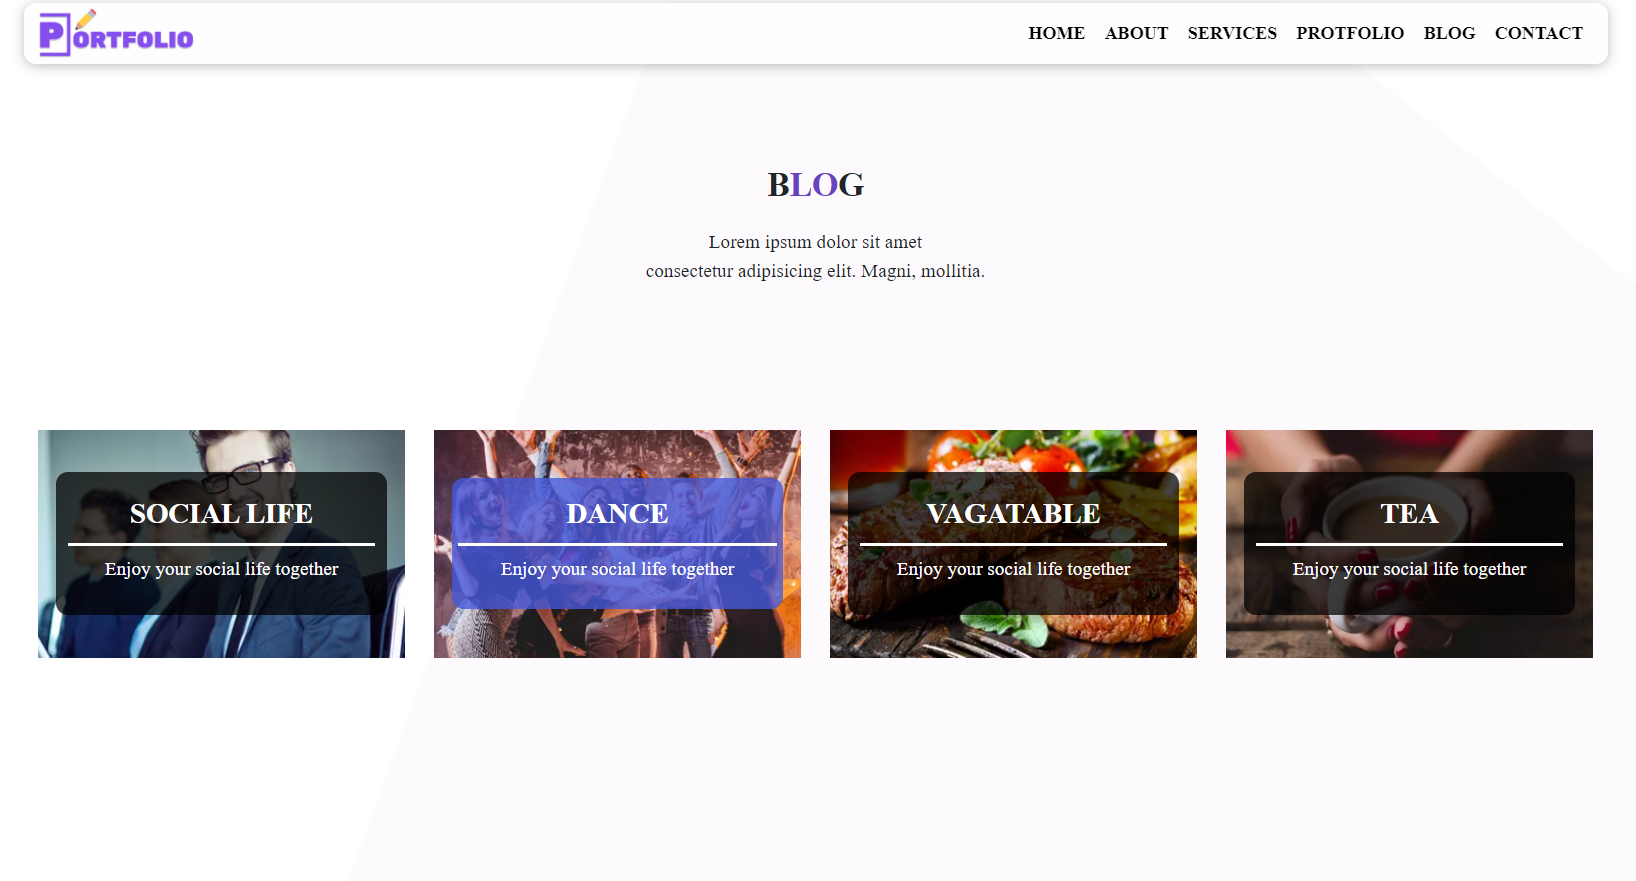 PORTFOLIO
HOME ABOUT SERVICES PROTFOLIO BLOG CONTACT
BLOG
Lorem ipsum dolor sit amet
consectetur adipisicing elit. Magni, mollitia.
SOCIAL LIFE
Enjoy your social life together
DANCE
Enjoy your social life together
VAGATABLE
Enjoy your social life together
TEA
Enjoy your social life together